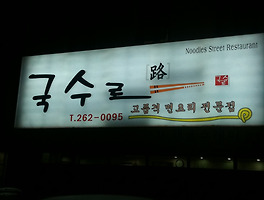 Noodles Street Restaurant
국수로 路
고품격 면요리 전문점
T.262-0095